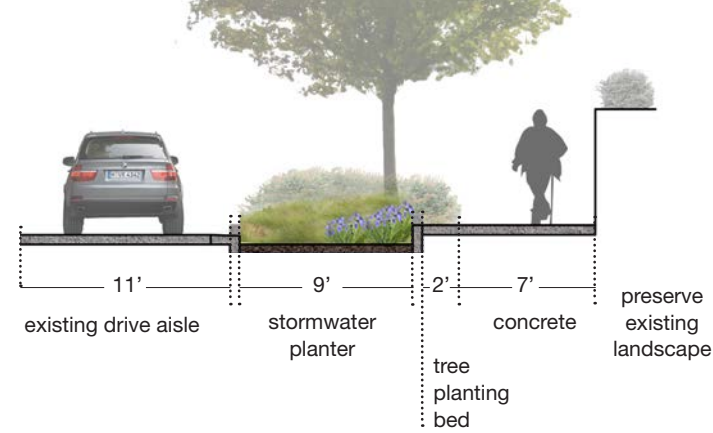 11’
9’
2’
7’
existing drive aisle
stormwater
planter
concrete
preserve
existing
landscape
tree
planting
bed